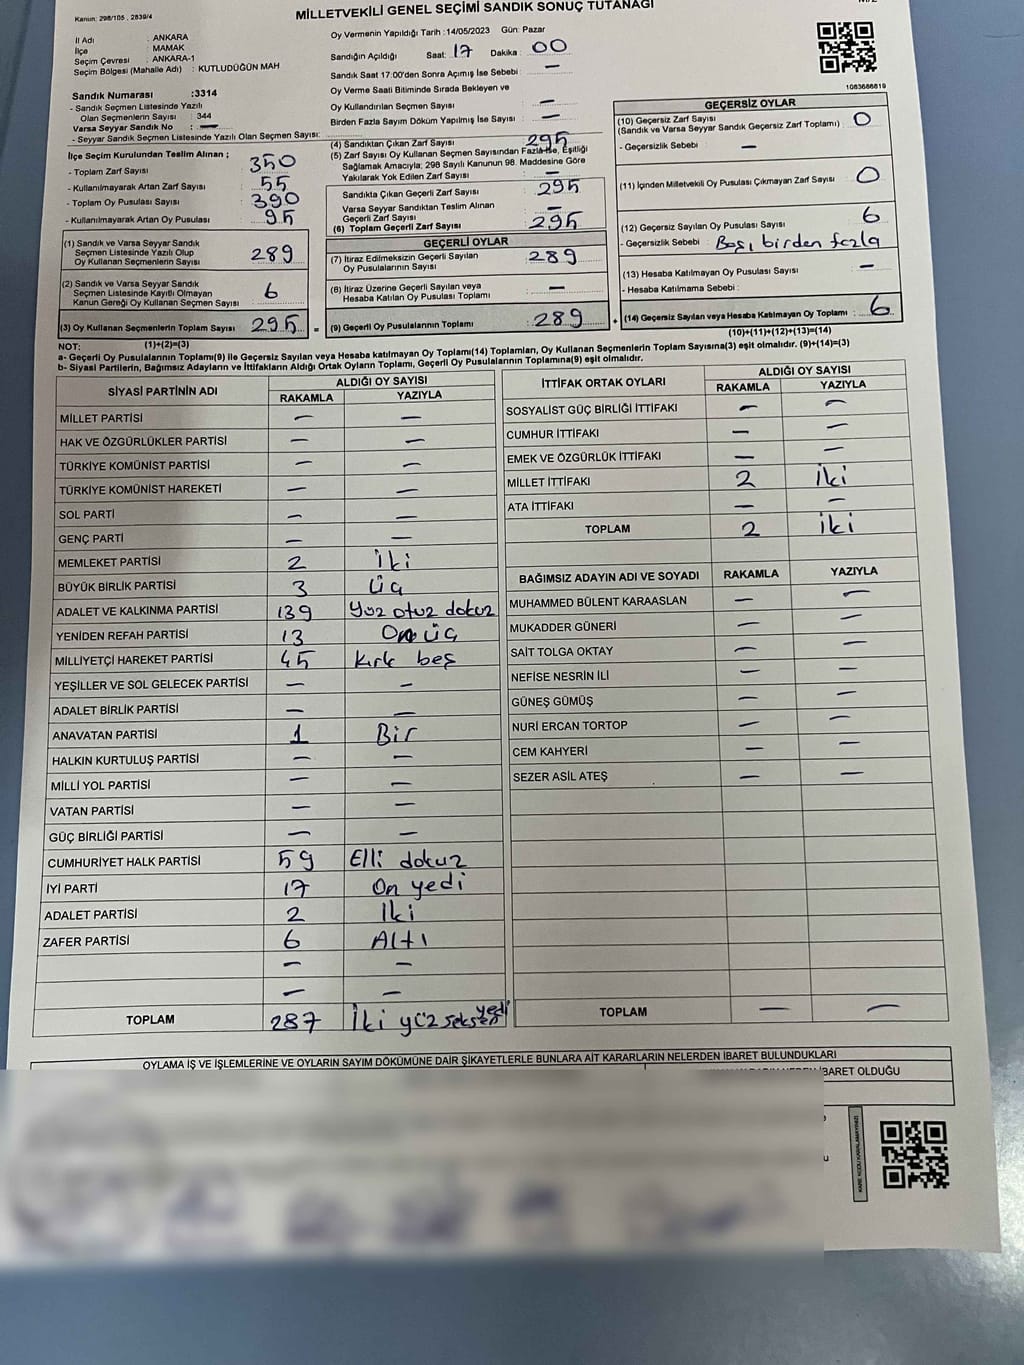 Kanun: 298/105, 2839/4
MİLLETVEKİLİ GENEL SEÇİMİ SANDIK SONUÇ TUTANAĞI
İl Adı : ANKARA
İlçe : MAMAK
Seçim Çevresi : ANKARA-1
Seçim Bölgesi (Mahalle Adı) : KUTLUDÜĞÜN MAH
Sandık Numarası :3314
- Sandık Seçmen Listesinde Yazılı
Olan Seçmenlerin Sayısı : 344
Varsa Seyyar Sandık No : —
- Seyyar Sandık Seçmen Listesinde Yazılı Olan Seçmen Sayısı:
Oy Vermenin Yapıldığı Tarih :14/05/2023 Gün: Pazar
Sandığın Açıldığı Saat: 17 Dakika : 00
Sandık Saat 17:00'den Sonra Açılmış İse Sebebi : —
Oy Verme Saati Bitiminde Sırada Bekleyen ve
Oy Kullandırılan Seçmen Sayısı : —
Birden Fazla Sayım Döküm Yapılmış İse Sayısı : —
1083686819
İlçe Seçim Kurulundan Teslim Alınan ;
- Toplam Zarf Sayısı : 350
- Kullanılmayarak Artan Zarf Sayısı : 55
- Toplam Oy Pusulası Sayısı : 390
- Kullanılmayarak Artan Oy Pusulası : 95
(1) Sandık ve Varsa Seyyar Sandık
Seçmen Listesinde Yazılı Olup
Oy Kullanan Seçmenlerin Sayısı : 289
(2) Sandık ve Varsa Seyyar Sandık
Seçmen Listesinde Kayıtlı Olmayan
Kanun Gereği Oy Kullanan Seçmen Sayısı : 6
(3) Oy Kullanan Seçmenlerin Toplam Sayısı : 295
(1)+(2)=(3)
(4) Sandıktan Çıkan Zarf Sayısı : 295
(5) Zarf Sayısı Oy Kullanan Seçmen Sayısından Fazla İse, Eşitliği
Sağlamak Amacıyla; 298 Sayılı Kanunun 98. Maddesine Göre
Yakılarak Yok Edilen Zarf Sayısı : —
Sandıkta Çıkan Geçerli Zarf Sayısı : 295
Varsa Seyyar Sandıktan Teslim Alınan
Geçerli Zarf Sayısı : —
(6) Toplam Geçerli Zarf Sayısı : 295
GEÇERLİ OYLAR
(7) İtiraz Edilmeksizin Geçerli Sayılan
Oy Pusulalarının Sayısı : 289
(8) İtiraz Üzerine Geçerli Sayılan veya
Hesaba Katılan Oy Pusulası Toplamı : —
= (9) Geçerli Oy Pusulalarının Toplamı : 289
GEÇERSİZ OYLAR
(10) Geçersiz Zarf Sayısı : 0
(Sandık ve Varsa Seyyar Sandık Geçersiz Zarf Toplamı)
- Geçersizlik Sebebi : —
(11) İçinden Milletvekili Oy Pusulası Çıkmayan Zarf Sayısı : 0
(12) Geçersiz Sayılan Oy Pusulası Sayısı : 6
- Geçersizlik Sebebi : Boş, birden fazla
(13) Hesaba Katılmayan Oy Pusulası Sayısı : —
- Hesaba Katılmama Sebebi :
+ (14) Geçersiz Sayılan veya Hesaba Katılmayan Oy Toplamı : 6
(10)+(11)+(12)+(13)=(14)
NOT:
a- Geçerli Oy Pusulalarının Toplamı(9) ile Geçersiz Sayılan veya Hesaba katılmayan Oy Toplamı(14) Toplamları, Oy Kullanan Seçmenlerin Toplam Sayısına(3) eşit olmalıdır. (9)+(14)=(3)
b- Siyasi Partilerin, Bağımsız Adayların ve İttifakların Aldığı Ortak Oyların Toplamı, Geçerli Oy Pusulalarının Toplamına(9) eşit olmalıdır.
SİYASİ PARTİNİN ADI ALDIĞI OY SAYISI
RAKAMLA YAZIYLA
MİLLET PARTİSİ — —
HAK VE ÖZGÜRLÜKLER PARTİSİ — —
TÜRKİYE KOMÜNİST PARTİSİ — —
TÜRKİYE KOMÜNİST HAREKETİ — —
SOL PARTİ — —
GENÇ PARTİ — —
MEMLEKET PARTİSİ 2 İki
BÜYÜK BİRLİK PARTİSİ 3 Üç
ADALET VE KALKINMA PARTİSİ 139 Yüz otuz dokuz
YENİDEN REFAH PARTİSİ 13 On üç
MİLLİYETÇİ HAREKET PARTİSİ 45 Kırk beş
YEŞİLLER VE SOL GELECEK PARTİSİ — —
ADALET BİRLİK PARTİSİ — —
ANAVATAN PARTİSİ 1 Bir
HALKIN KURTULUŞ PARTİSİ — —
MİLLİ YOL PARTİSİ — —
VATAN PARTİSİ — —
GÜÇ BİRLİĞİ PARTİSİ — —
CUMHURİYET HALK PARTİSİ 59 Elli dokuz
İYİ PARTİ 17 On yedi
ADALET PARTİSİ 2 İki
ZAFER PARTİSİ 6 Altı
— —
— —
TOPLAM 287 İki yüz seksen yedi
İTTİFAK ORTAK OYLARI ALDIĞI OY SAYISI
RAKAMLA YAZIYLA
SOSYALİST GÜÇ BİRLİĞİ İTTİFAKI — —
CUMHUR İTTİFAKI — —
EMEK VE ÖZGÜRLÜK İTTİFAKI — —
MİLLET İTTİFAKI 2 İki
ATA İTTİFAKI — —
TOPLAM 2 İki
BAĞIMSIZ ADAYIN ADI VE SOYADI RAKAMLA YAZIYLA
MUHAMMED BÜLENT KARAASLAN — —
MUKADDER GÜNERİ — —
SAİT TOLGA OKTAY — —
NEFİSE NESRİN İLİ — —
GÜNEŞ GÜMÜŞ — —
NURİ ERCAN TORTOP — —
CEM KAHYERİ — —
SEZER ASİL ATEŞ — —
TOPLAM — —
OYLAMA İŞ VE İŞLEMLERİNE VE OYLARIN SAYIM DÖKÜMÜNE DAİR ŞİKAYETLERLE BUNLARA AİT KARARLARIN NELERDEN İBARET BULUNDUKLARI
İBARET OLDUĞU
KARE KODU KARALAMAYINIZ!